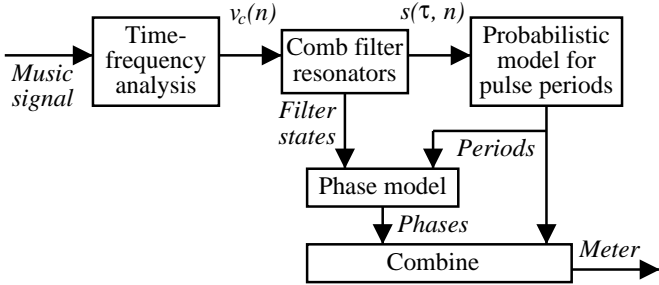 v_c(n)
s(τ, n)
Time-
frequency
analysis
Comb filter
resonators
Probabilistic
model for
pulse periods
Music
signal
Filter
states
Periods
Phase model
Phases
Combine
Meter